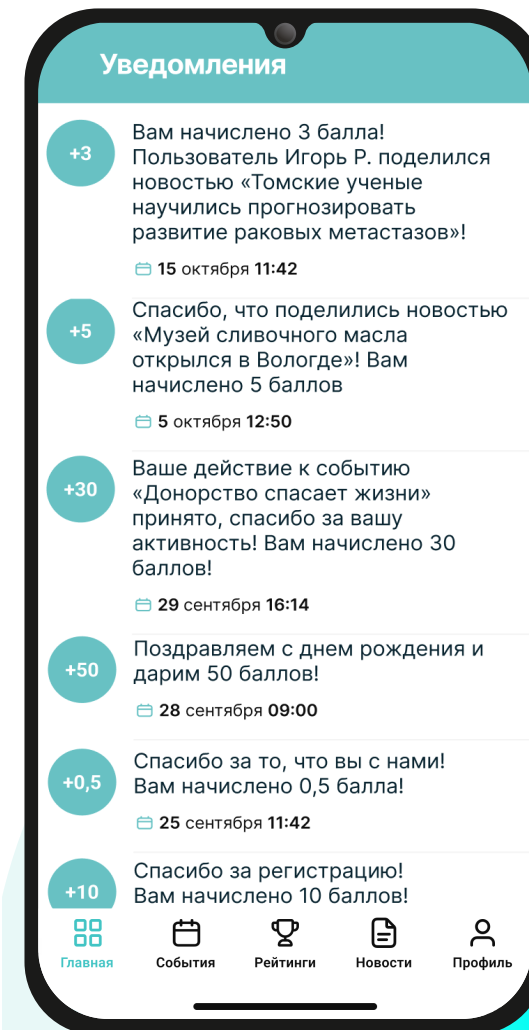 Уведомления
+3
Вам начислено 3 балла!
Пользователь Игорь Р. поделился
новостью «Томские ученые
научились прогнозировать
развитие раковых метастазов»!
15 октября 11:42
+5
Спасибо, что поделились новостью
«Музей сливочного масла
открылся в Вологде»! Вам
начислено 5 баллов
5 октября 12:50
+30
Ваше действие к событию
«Донорство спасает жизни»
принято, спасибо за вашу
активность! Вам начислено 30
баллов!
29 сентября 16:14
+50
Поздравляем с днем рождения и
дарим 50 баллов!
28 сентября 09:00
+0,5
Спасибо за то, что вы с нами!
Вам начислено 0,5 балла!
25 сентября 11:42
+10
Спасибо за регистрацию!
Вам начислено 10 баллов!
Главная
События
Рейтинги
Новости
Профиль